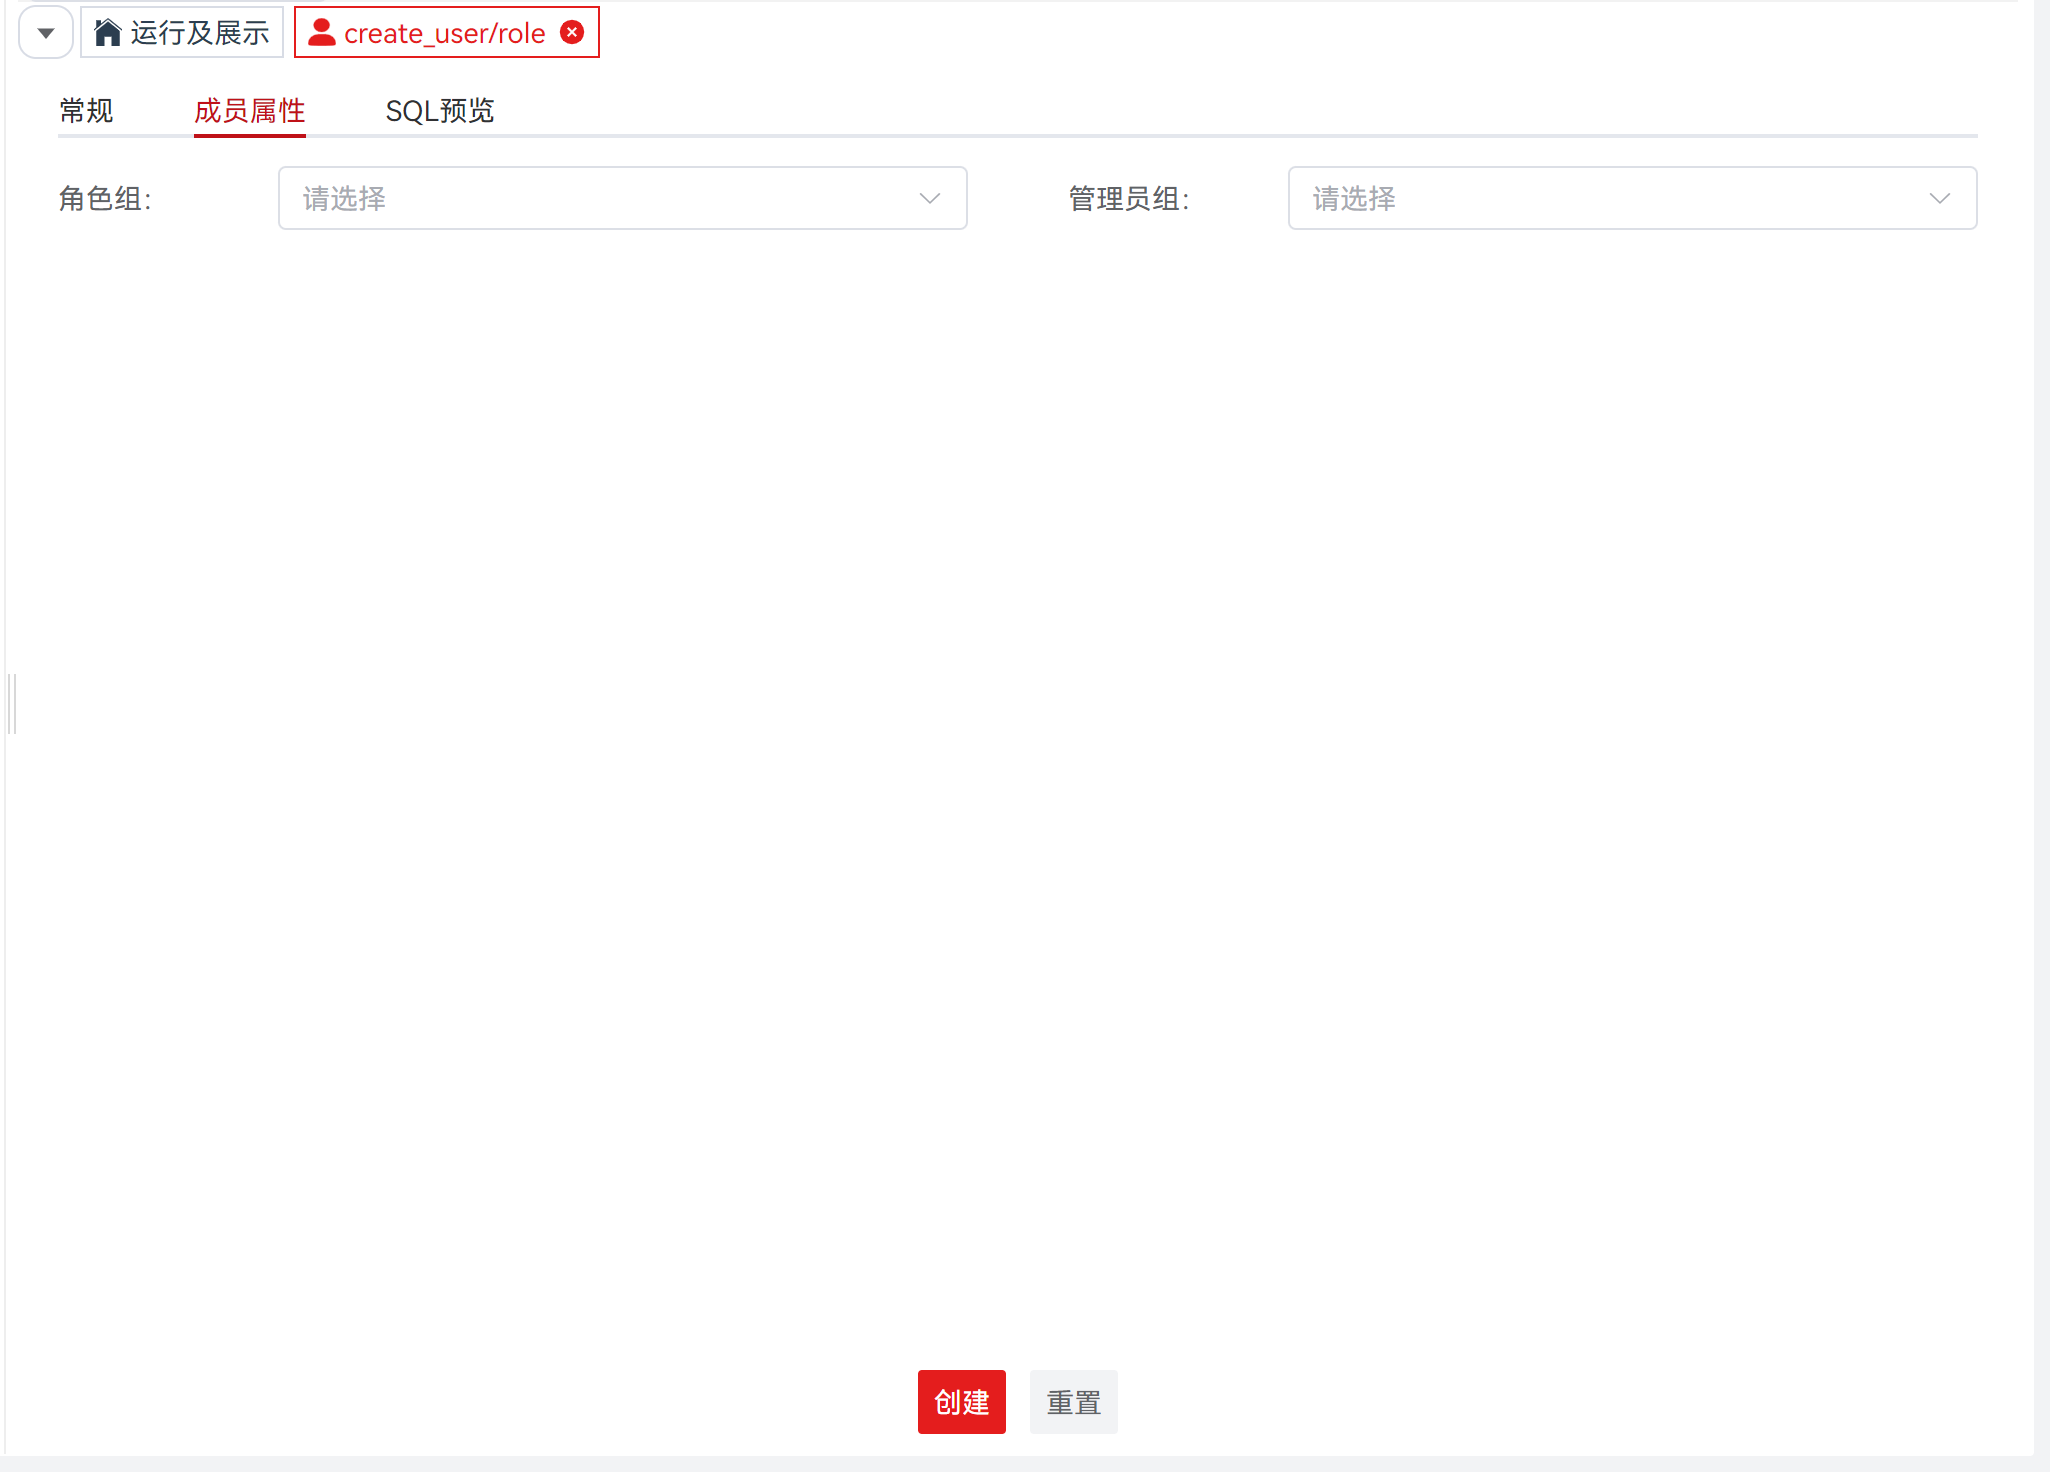 运行及展示 create_user/role
常规 成员属性 SQL预览
角色组: 请选择 管理员组: 请选择
创建 重置